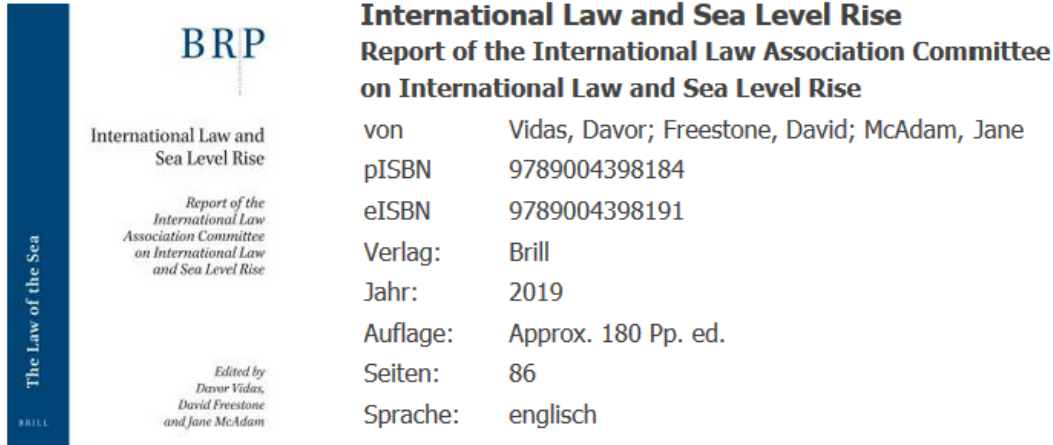 BRP
International Law and
Sea Level Rise
Report of the
International Law
Association Committee
on International Law
and Sea Level Rise
Edited by
Davor Vidas,
David Freestone
and Jane McAdam
The Law of the Sea
BRILL
International Law and Sea Level Rise
Report of the International Law Association Committee
on International Law and Sea Level Rise
von Vidas, Davor; Freestone, David; McAdam, Jane
pISBN 9789004398184
eISBN 9789004398191
Verlag: Brill
Jahr: 2019
Auflage: Approx. 180 Pp. ed.
Seiten: 86
Sprache: englisch